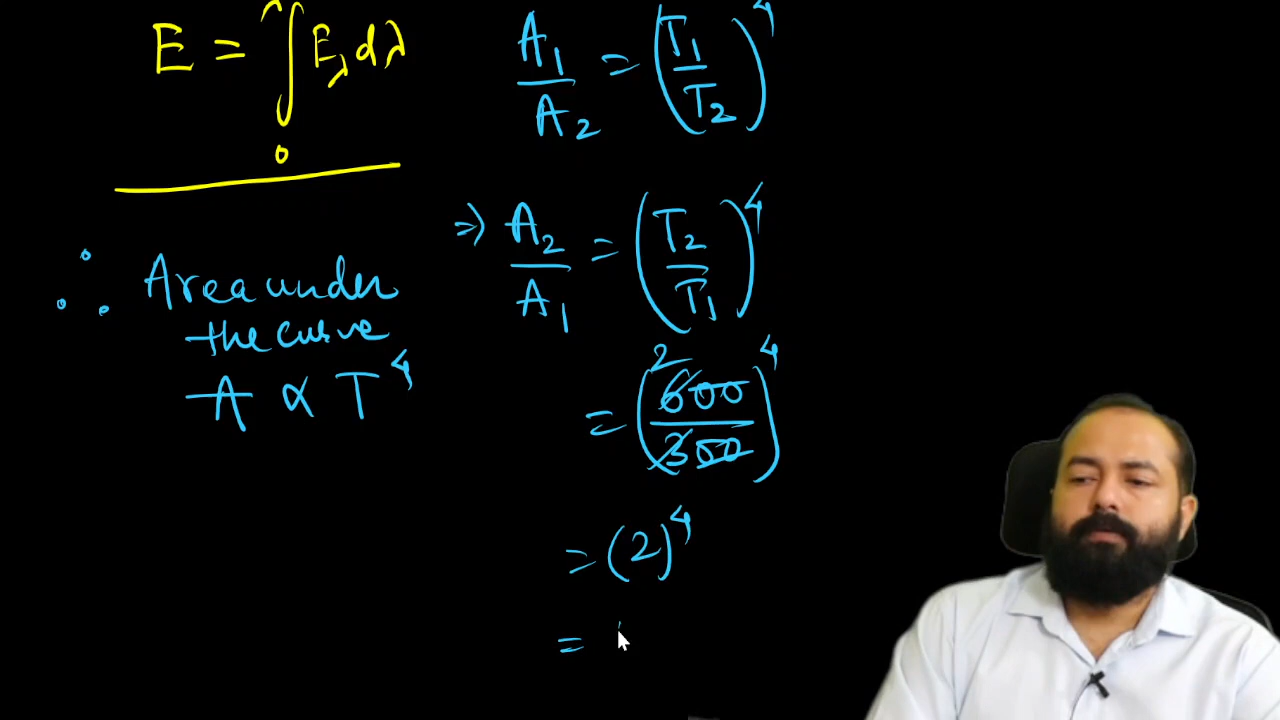 E = ∫₀^λ E_λ dλ
∴ Area under
the curve
A ∝ T⁴
A₁/A₂ = (T₁/T₂)⁴
⇒ A₂/A₁ = (T₂/T₁)⁴
= (600/300)⁴ 2
= (2)⁴
=